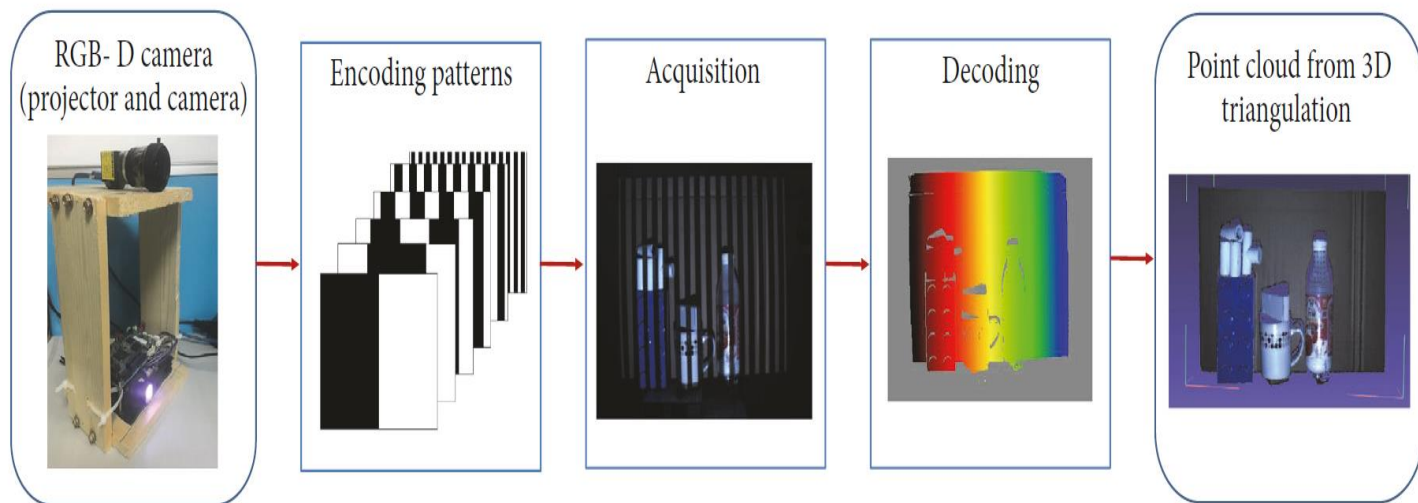 RGB- D camera
(projector and camera)
Encoding patterns
Acquisition
Decoding
Point cloud from 3D
triangulation